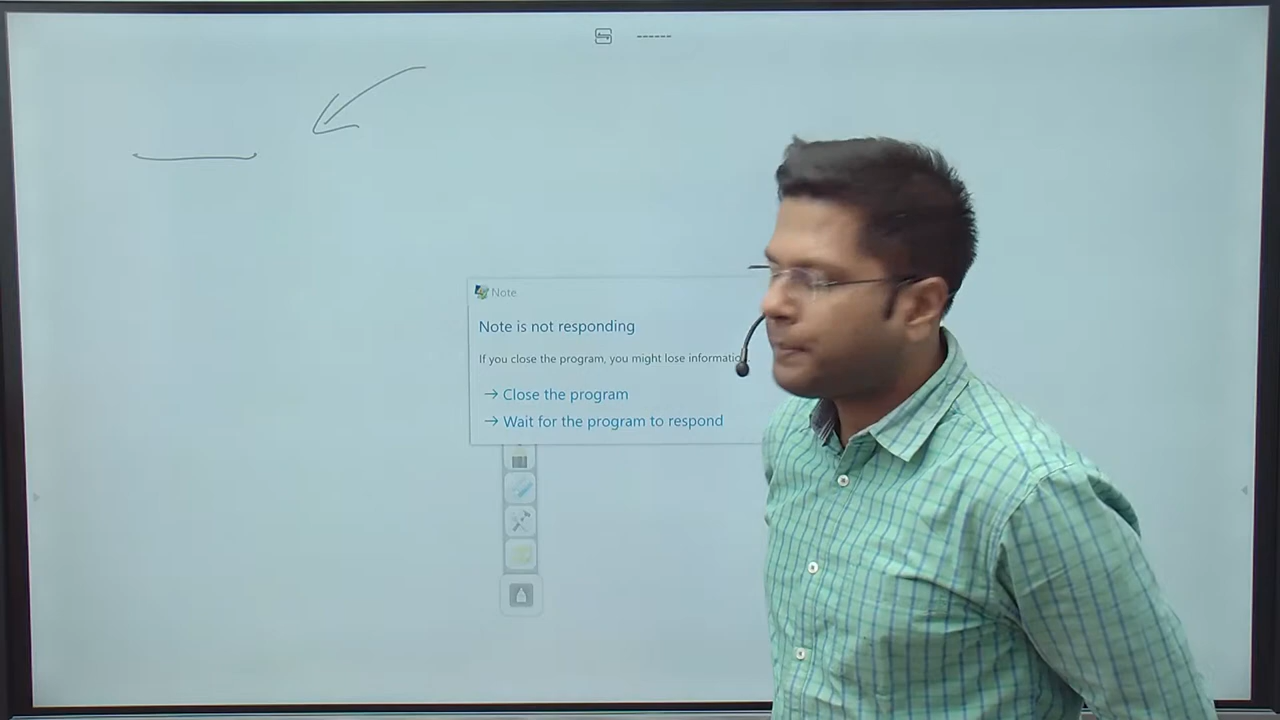 ------
Note
Note is not responding
If you close the program, you might lose information.
Close the program
Wait for the program to respond